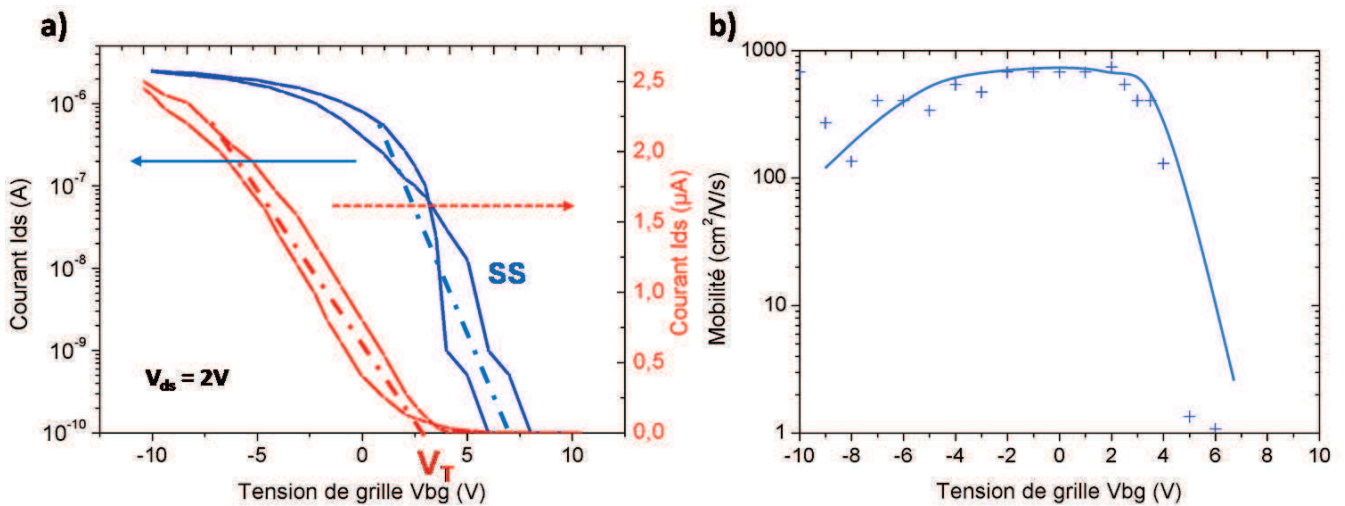 a)
Courant Ids (A)
10⁻⁶
10⁻⁷
10⁻⁸
10⁻⁹
10⁻¹⁰
2,5
2,0
1,5
1,0
0,5
0,0
Courant Ids (µA)
SS
V_ds = 2V
V_T
-10 -5 0 5 10
Tension de grille Vbg (V)
b)
Mobilité (cm²/V/s)
1000
100
10
1
-10 -8 -6 -4 -2 0 2 4 6 8 10
Tension de grille Vbg (V)